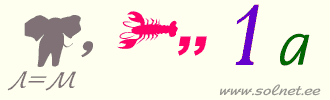 , ,, 1 a
Л=М
www.solnet.ee